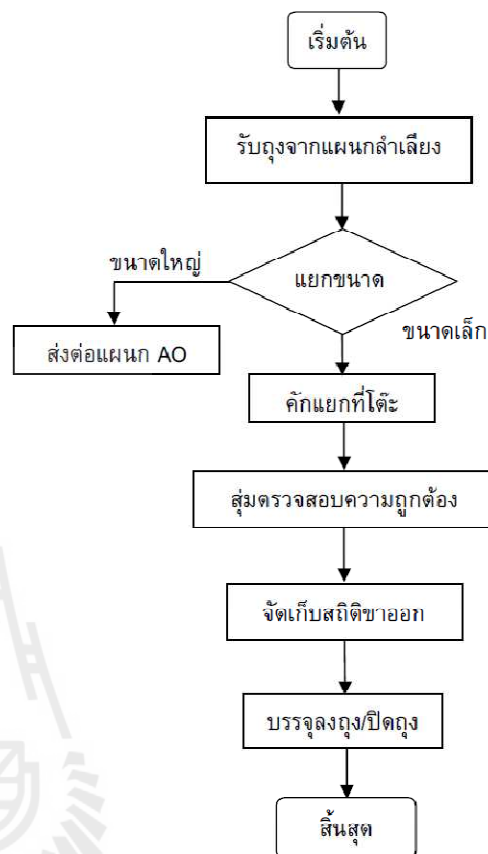 เริ่มต้น
รับถุงจากแผนกลำเลียง
ขนาดใหญ่
แยกขนาด
ขนาดเล็ก
ส่งต่อแผนก AO
คักแยกที่โต๊ะ
สุ่มตรวจสอบความถูกต้อง
จัดเก็บสถิติขาออก
บรรจุลงถุง/ปิดถุง
สิ้นสุด